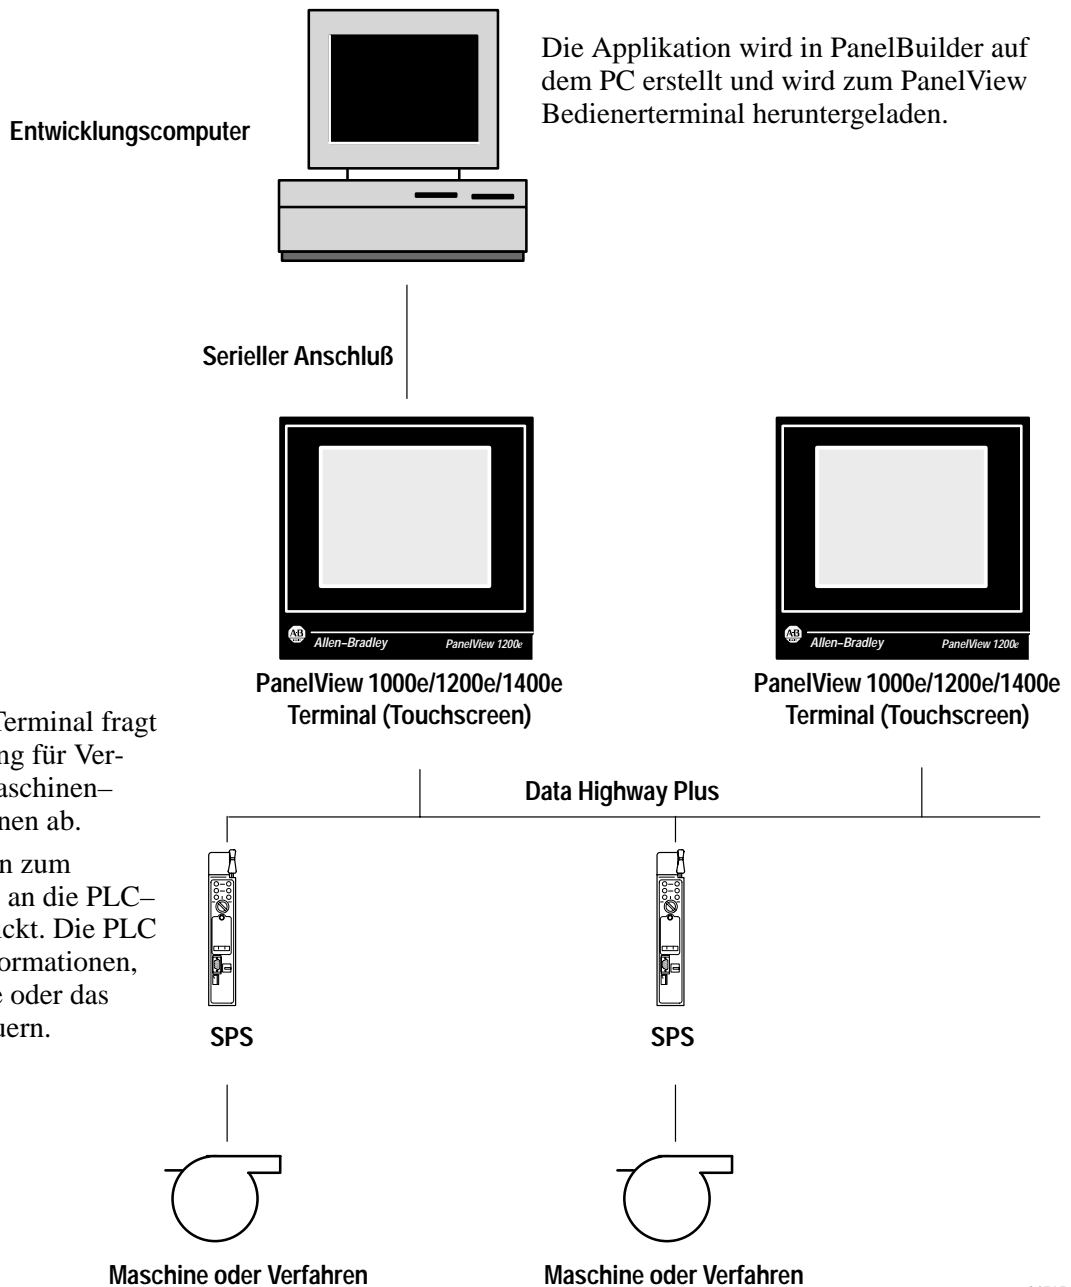 Die Applikation wird in PanelBuilder auf
dem PC erstellt und wird zum PanelView
Bedienerterminal heruntergeladen.
Entwicklungscomputer
Serieller Anschluß
Allen–Bradley PanelView 1200e
Allen–Bradley PanelView 1200e
PanelView 1000e/1200e/1400e
Terminal (Touchscreen)
PanelView 1000e/1200e/1400e
Terminal (Touchscreen)
Terminal fragt
ng für Ver-
aschinen–
nen ab.
n zum
an die PLC–
ckt. Die PLC
ormationen,
e oder das
uern.
Data Highway Plus
SPS
SPS
Maschine oder Verfahren
Maschine oder Verfahren